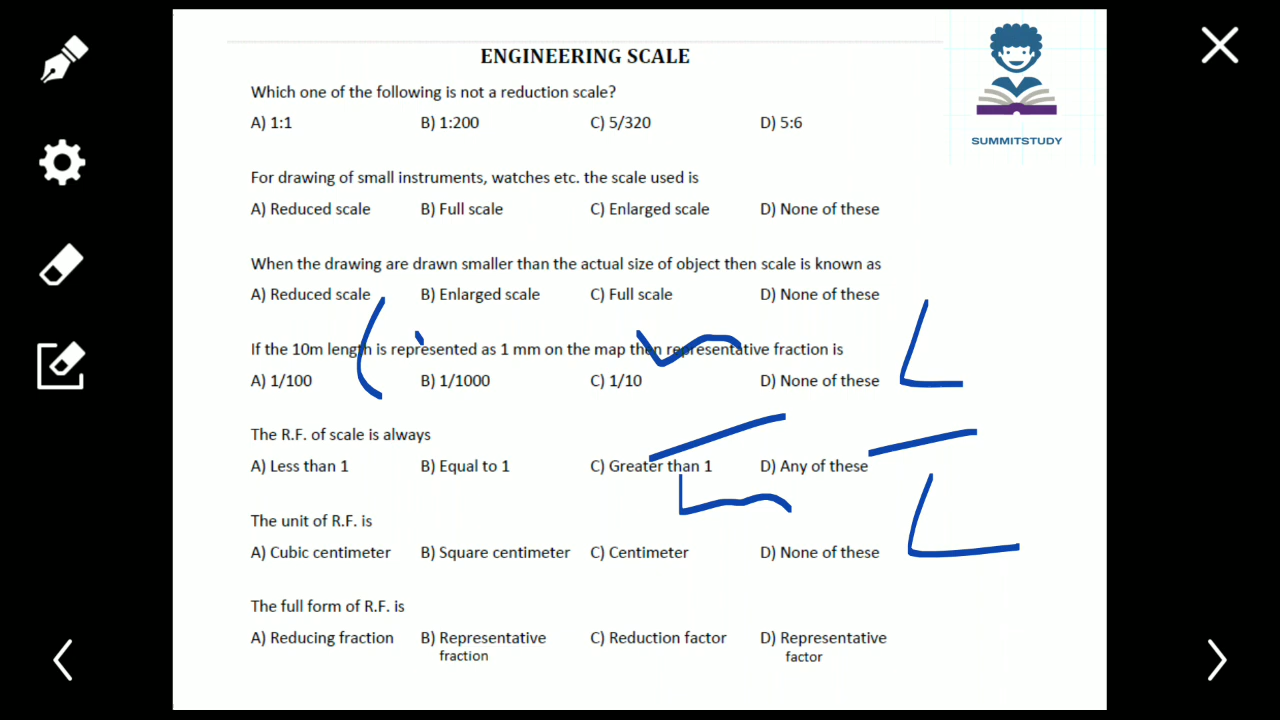 ENGINEERING SCALE
SUMMITSTUDY
Which one of the following is not a reduction scale?
A) 1:1 B) 1:200 C) 5/320 D) 5:6
For drawing of small instruments, watches etc. the scale used is
A) Reduced scale B) Full scale C) Enlarged scale D) None of these
When the drawing are drawn smaller than the actual size of object then scale is known as
A) Reduced scale B) Enlarged scale C) Full scale D) None of these
If the 10m length is represented as 1 mm on the map then representative fraction is
A) 1/100 B) 1/1000 C) 1/10 D) None of these
The R.F. of scale is always
A) Less than 1 B) Equal to 1 C) Greater than 1 D) Any of these
The unit of R.F. is
A) Cubic centimeter B) Square centimeter C) Centimeter D) None of these
The full form of R.F. is
A) Reducing fraction B) Representative C) Reduction factor D) Representative
fraction factor